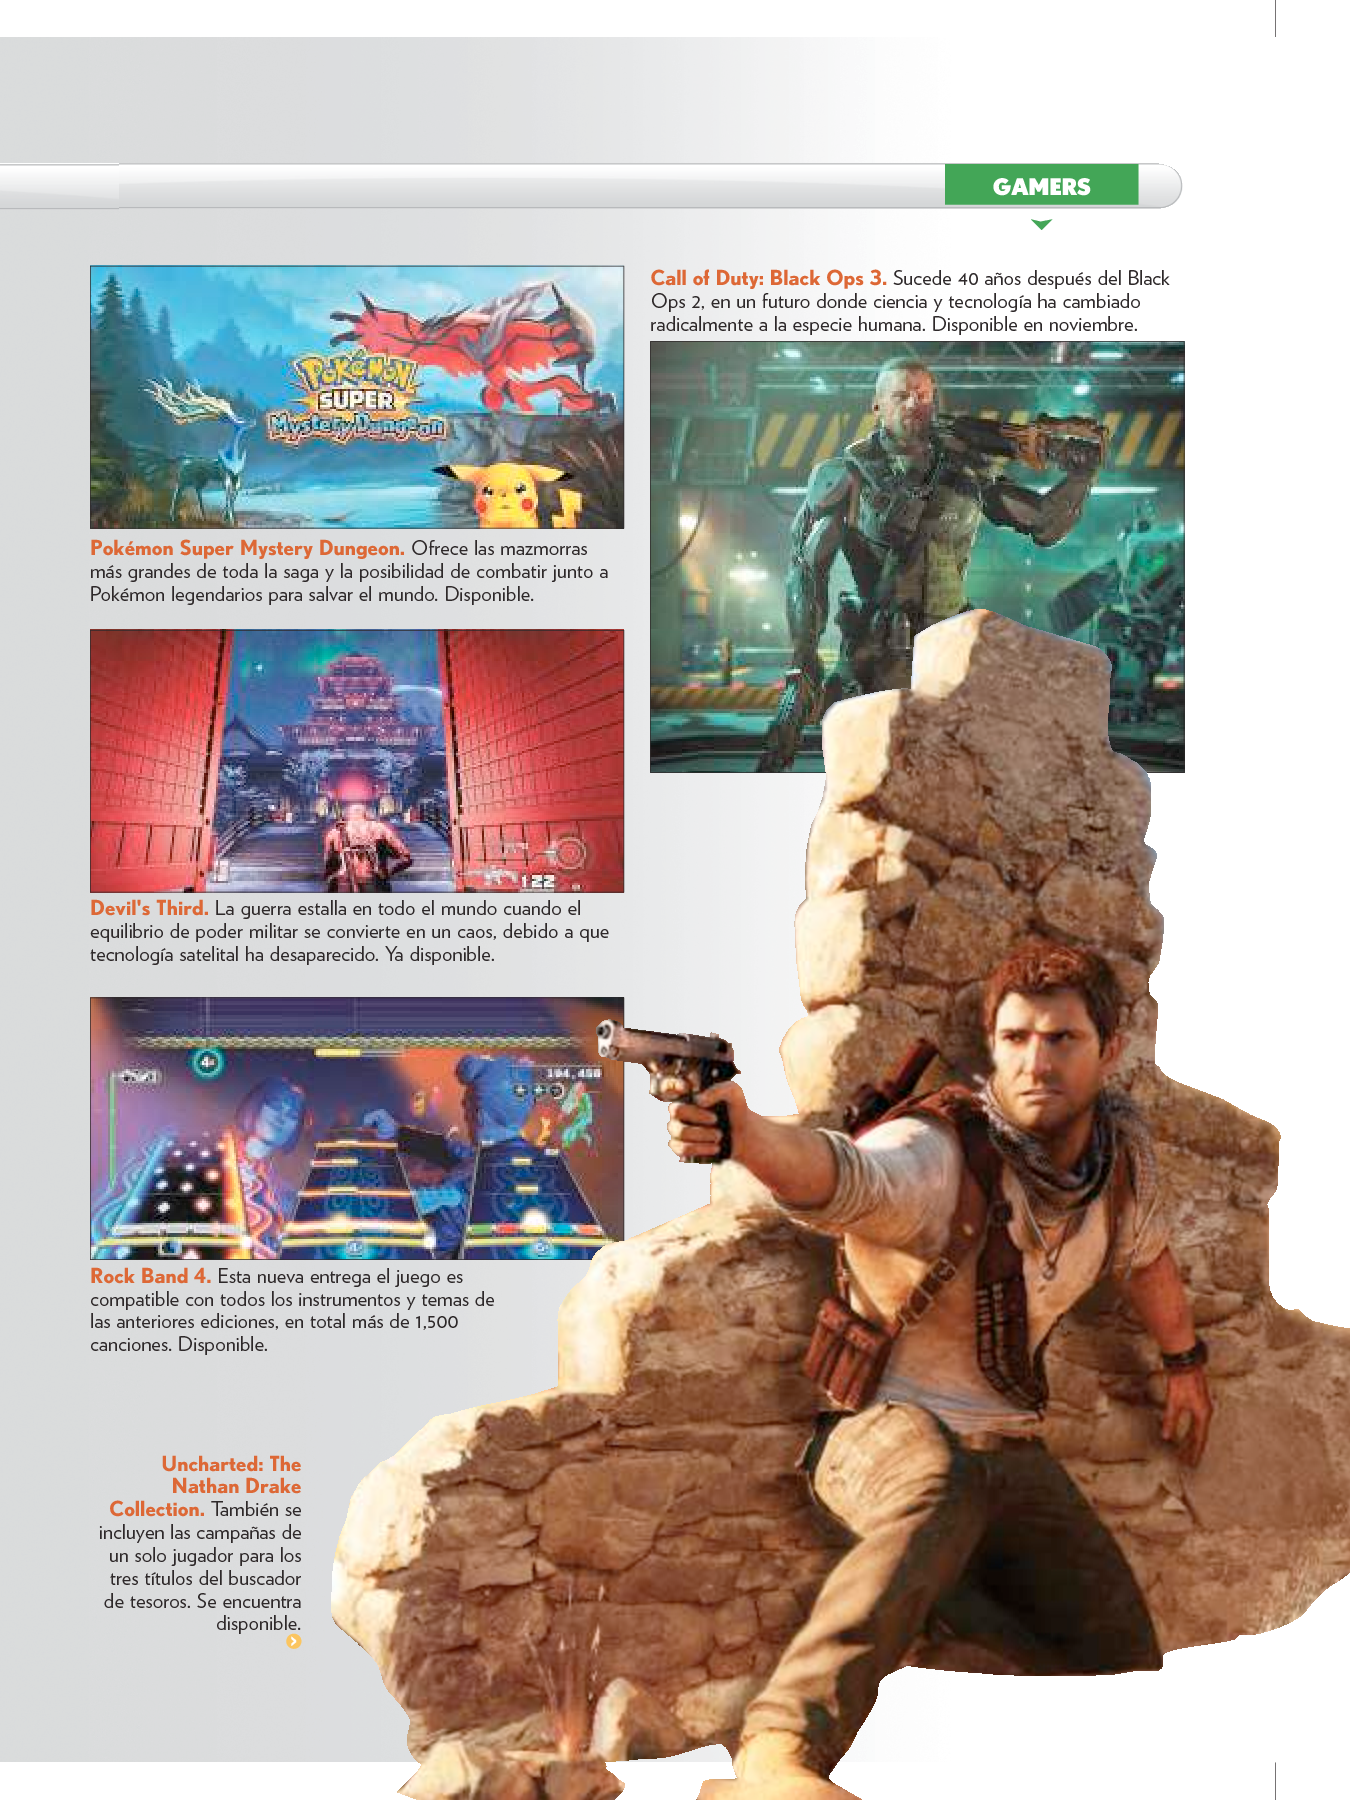 GAMERS
POKÉMON
SUPER
Mystery Dungeon
Pokémon Super Mystery Dungeon. Ofrece las mazmorras
más grandes de toda la saga y la posibilidad de combatir junto a
Pokémon legendarios para salvar el mundo. Disponible.
122
Devil's Third. La guerra estalla en todo el mundo cuando el
equilibrio de poder militar se convierte en un caos, debido a que
tecnología satelital ha desaparecido. Ya disponible.
4x
104,450
Rock Band 4. Esta nueva entrega el juego es
compatible con todos los instrumentos y temas de
las anteriores ediciones, en total más de 1,500
canciones. Disponible.
Uncharted: The
Nathan Drake
Collection. También se
incluyen las campañas de
un solo jugador para los
tres títulos del buscador
de tesoros. Se encuentra
disponible.
Call of Duty: Black Ops 3. Sucede 40 años después del Black
Ops 2, en un futuro donde ciencia y tecnología ha cambiado
radicalmente a la especie humana. Disponible en noviembre.